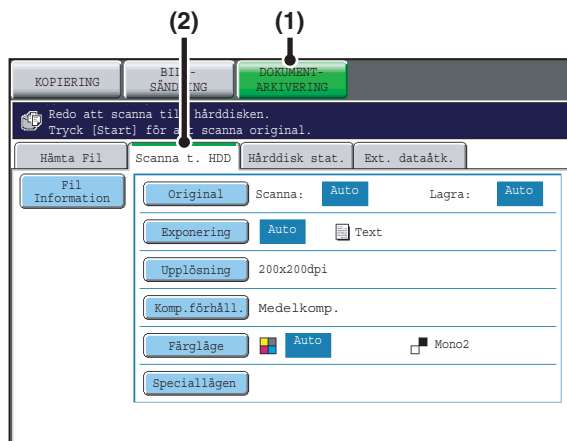 (2) (1)
KOPIERING
DOKUMENT-
ARKIVERING
Redo att scanna till hårddisken.
Tryck [Start] för att scanna original.
Hämta Fil Scanna t. HDD Hårddisk stat. Ext. dataåtk.
Fil
Information
Original Scanna: Auto Lagra: Auto
Exponering Auto Text
Upplösning 200x200dpi
Komp.förhåll. Medelkomp.
Färgläge Auto Mono2
Speciallägen